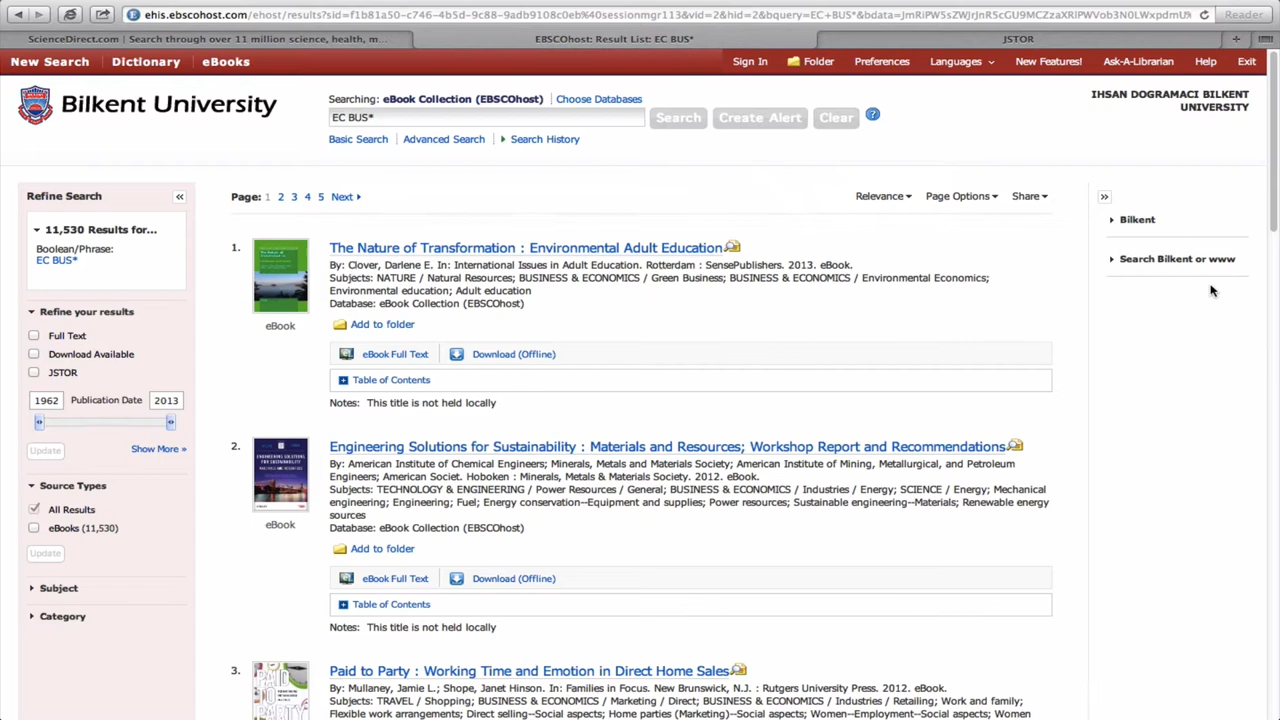 ehis.ebscohost.com/ehost/results?sid=f1b81a50-c746-4b5d-9c88-9adb9108c0eb%40sessionmgr113&vid=2&hid=2&bquery=EC+BUS*&bdata=
Reader
ScienceDirect.com | Search through over 11 million science, health, m...
EBSCOhost: Result List: EC BUS*
JSTOR
New Search Dictionary eBooks
Sign In Folder Preferences Languages New Features! Ask-A-Librarian Help Exit
Bilkent University
Searching: eBook Collection (EBSCOhost) Choose Databases
EC BUS* Search Create Alert Clear ?
Basic Search Advanced Search Search History
IHSAN DOGRAMACI BILKENT
UNIVERSITY
Refine Search «
11,530 Results for...
Boolean/Phrase:
EC BUS*
Refine your results
Full Text
Download Available
JSTOR
1962 Publication Date 2013
Update Show More »
Source Types
All Results
eBooks (11,530)
Update
Subject
Category
Page: 1 2 3 4 5 Next
Relevance Page Options Share
1. The Nature of Transformation : Environmental Adult Education
By: Clover, Darlene E. In: International Issues in Adult Education. Rotterdam : SensePublishers. 2013. eBook.
Subjects: NATURE / Natural Resources; BUSINESS & ECONOMICS / Green Business; BUSINESS & ECONOMICS / Environmental Economics;
Environmental education; Adult education
Database: eBook Collection (EBSCOhost)
eBook
Add to folder
eBook Full Text Download (Offline)
Table of Contents
Notes: This title is not held locally
2. Engineering Solutions for Sustainability : Materials and Resources; Workshop Report and Recommendations
By: American Institute of Chemical Engineers; Minerals, Metals and Materials Society; American Institute of Mining, Metallurgical, and Petroleum
Engineers; American Societ. Hoboken : Minerals, Metals & Materials Society. 2012. eBook.
Subjects: TECHNOLOGY & ENGINEERING / Power Resources / General; BUSINESS & ECONOMICS / Industries / Energy; SCIENCE / Energy; Mechanical
engineering; Engineering; Fuel; Energy conservation--Equipment and supplies; Power resources; Sustainable engineering--Materials; Renewable energy
sources
Database: eBook Collection (EBSCOhost)
eBook
Add to folder
eBook Full Text Download (Offline)
Table of Contents
Notes: This title is not held locally
3. Paid to Party : Working Time and Emotion in Direct Home Sales
By: Mullaney, Jamie L.; Shope, Janet Hinson. In: Families in Focus. New Brunswick, N.J. : Rutgers University Press. 2012. eBook.
Subjects: TRAVEL / Shopping; BUSINESS & ECONOMICS / Marketing / Direct; BUSINESS & ECONOMICS / Industries / Retailing; Work and family;
Flexible work arrangements; Direct selling--Social aspects; Home parties (Marketing)--Social aspects; Women--Employment--Social aspects; Women
PAID
TO
PARTY
»
Bilkent
Search Bilkent or www